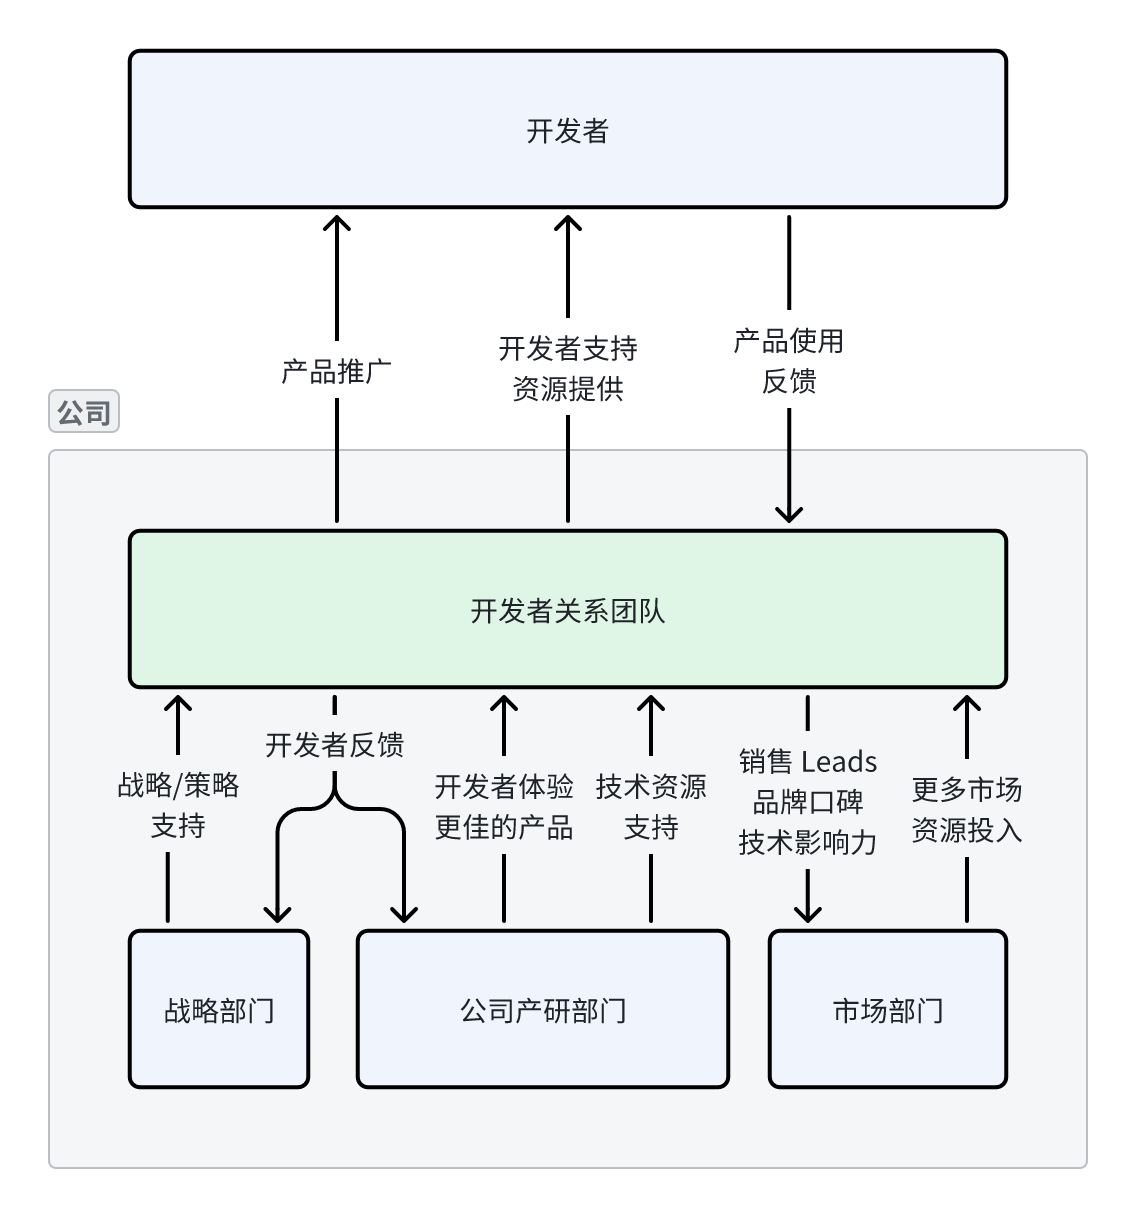 开发者
产品推广
开发者支持
资源提供
产品使用
反馈
公司
开发者关系团队
战略/策略
支持
开发者反馈
开发者体验
更佳的产品
技术资源
支持
销售 Leads
品牌口碑
技术影响力
更多市场
资源投入
战略部门
公司产研部门
市场部门